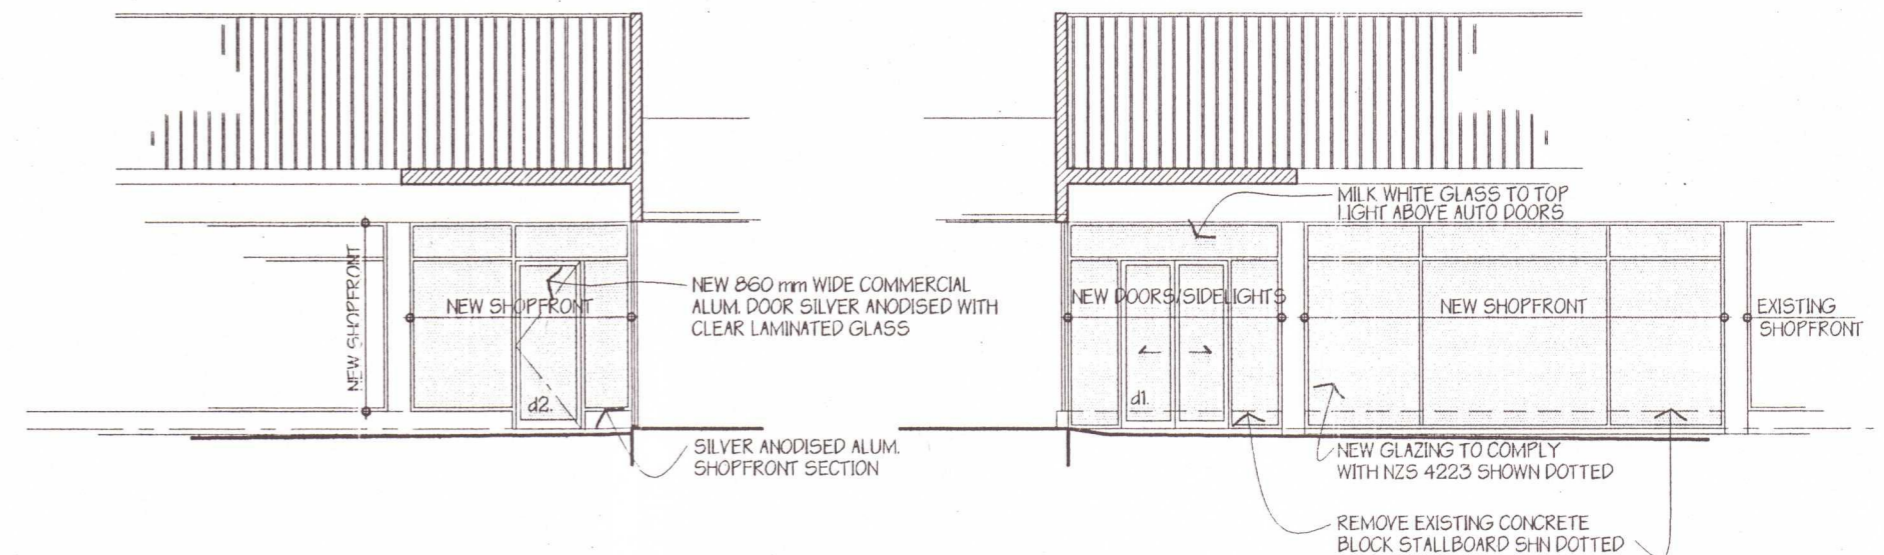 NEW SHOPFRONT
NEW SHOPFRONT
d2.
NEW 860 mm WIDE COMMERCIAL
ALUM. DOOR SILVER ANODISED WITH
CLEAR LAMINATED GLASS
SILVER ANODISED ALUM.
SHOPFRONT SECTION
MILK WHITE GLASS TO TOP
LIGHT ABOVE AUTO DOORS
NEW DOORS/SIDELIGHTS
d1.
NEW SHOPFRONT
EXISTING
SHOPFRONT
NEW GLAZING TO COMPLY
WITH NZS 4223 SHOWN DOTTED
REMOVE EXISTING CONCRETE
BLOCK STALLBOARD SHN DOTTED